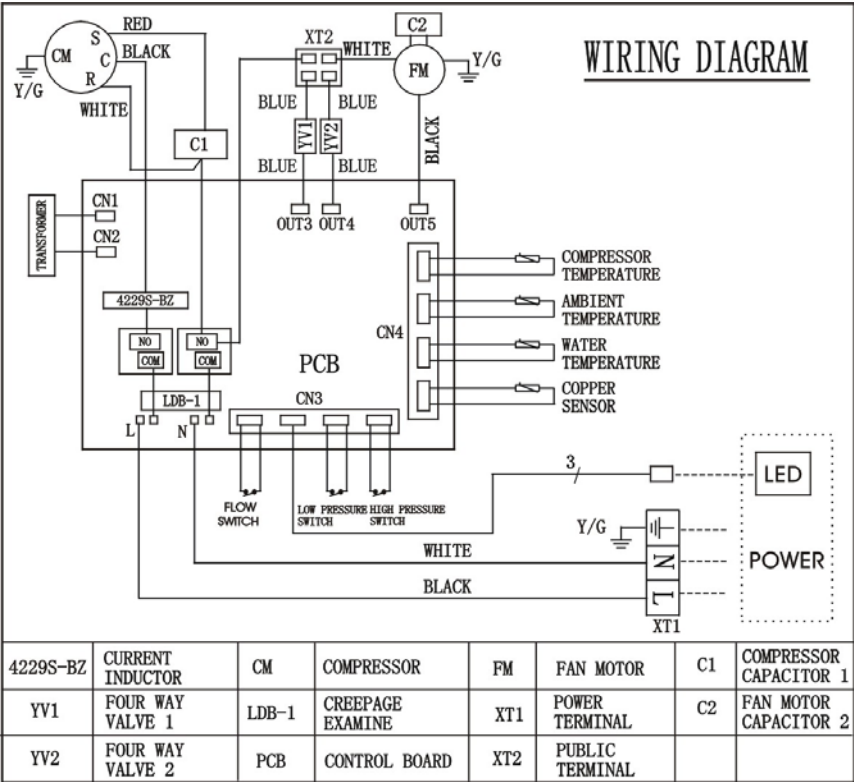 WIRING DIAGRAM
RED
S
CM
C
BLACK
R
Y/G
WHITE
C1
XT2
WHITE
C2
FM
Y/G
BLUE
BLUE
YV1
YV2
BLUE
BLUE
BLACK
OUT3
OUT4
OUT5
TRANSFORMER
CN1
CN2
4229S-BZ
NO
COM
NO
COM
LDB-1
L
N
PCB
CN3
CN4
COMPRESSOR
TEMPERATURE
AMBIENT
TEMPERATURE
WATER
TEMPERATURE
COPPER
SENSOR
FLOW
SWITCH
LOW PRESSURE
SWITCH
HIGH PRESSURE
SWITCH
3
LED
POWER
Y/G
N
L
XT1
WHITE
BLACK
4229S-BZ
CURRENT
INDUCTOR
CM
COMPRESSOR
FM
FAN MOTOR
C1
COMPRESSOR
CAPACITOR 1
YV1
FOUR WAY
VALVE 1
LDB-1
CREEPAGE
EXAMINE
XT1
POWER
TERMINAL
C2
FAN MOTOR
CAPACITOR 2
YV2
FOUR WAY
VALVE 2
PCB
CONTROL BOARD
XT2
PUBLIC
TERMINAL